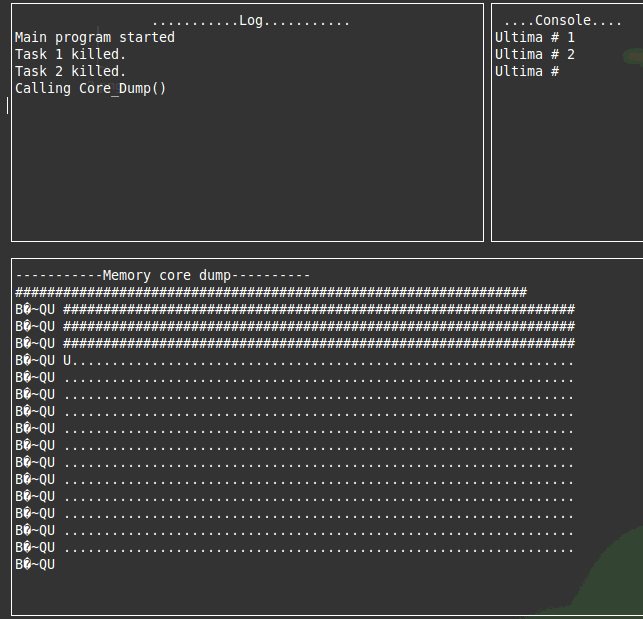 ...........Log...........
Main program started
Task 1 killed.
Task 2 killed.
Calling Core_Dump()
....Console....
Ultima # 1
Ultima # 2
Ultima #
-----------Memory core dump----------
################################################################
B�~QU ################################################################
B�~QU ################################################################
B�~QU ################################################################
B�~QU U...............................................................
B�~QU ................................................................
B�~QU ................................................................
B�~QU ................................................................
B�~QU ................................................................
B�~QU ................................................................
B�~QU ................................................................
B�~QU ................................................................
B�~QU ................................................................
B�~QU ................................................................
B�~QU ................................................................
B�~QU ................................................................
B�~QU